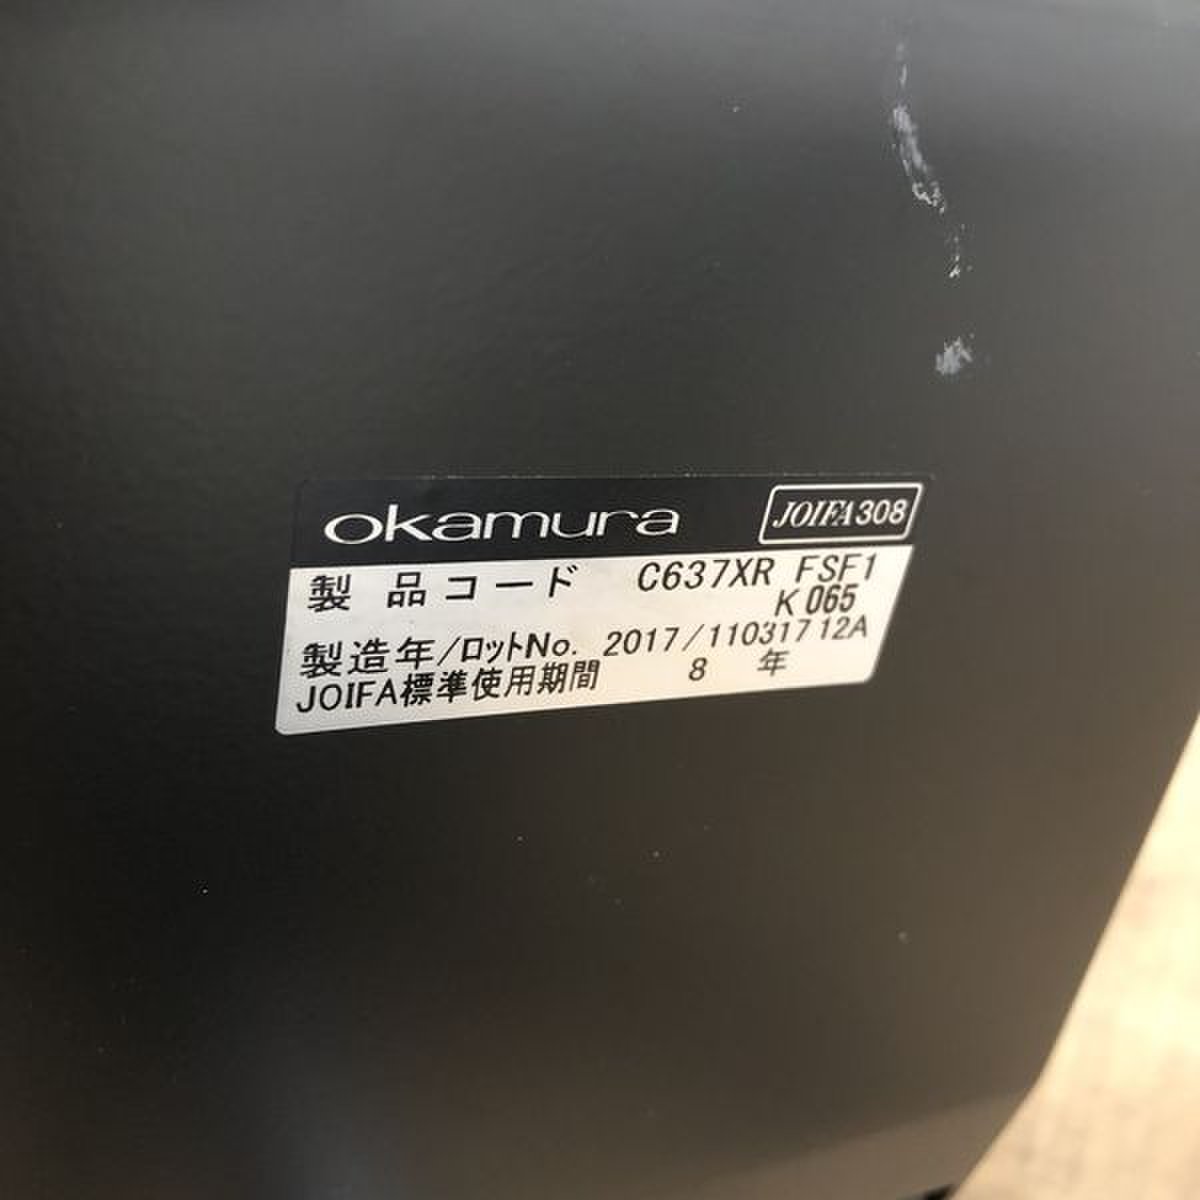 okamura JOIFA308
製品コード C637XR FSF1
K065
製造年/ロットNo. 2017/11031712A
JOIFA標準使用期間 8 年